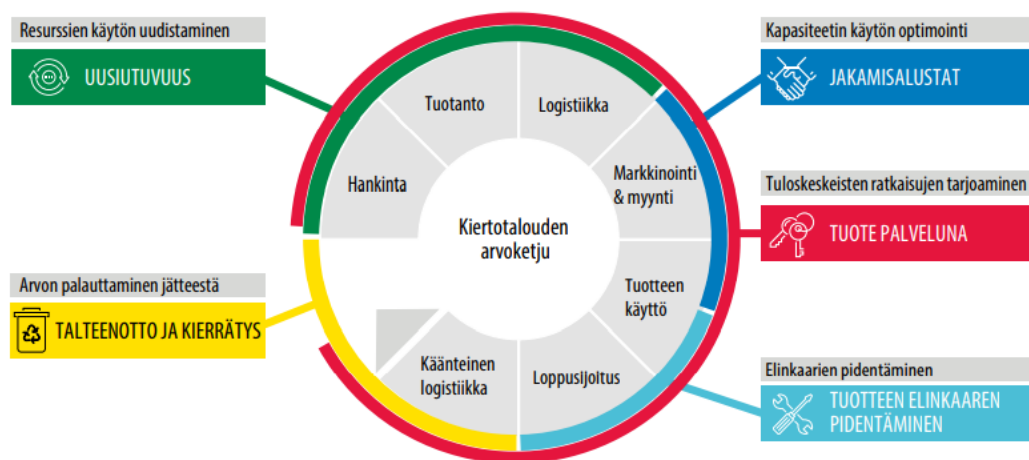 Resurssien käytön uudistaminen
UUSIUTUVUUS
Kapasiteetin käytön optimointi
JAKAMISALUSTAT
Tuotanto
Logistiikka
Hankinta
Markkinointi
& myynti
Kiertotalouden
arvoketju
Tuloskeskeisten ratkaisujen tarjoaminen
TUOTE PALVELUNA
Arvon palauttaminen jätteestä
TALTEENOTTO JA KIERRÄTYS
Tuotteen
käyttö
Käänteinen
logistiikka
Loppusijoitus
Elinkaarien pidentäminen
TUOTTEEN ELINKAAREN
PIDENTÄMINEN